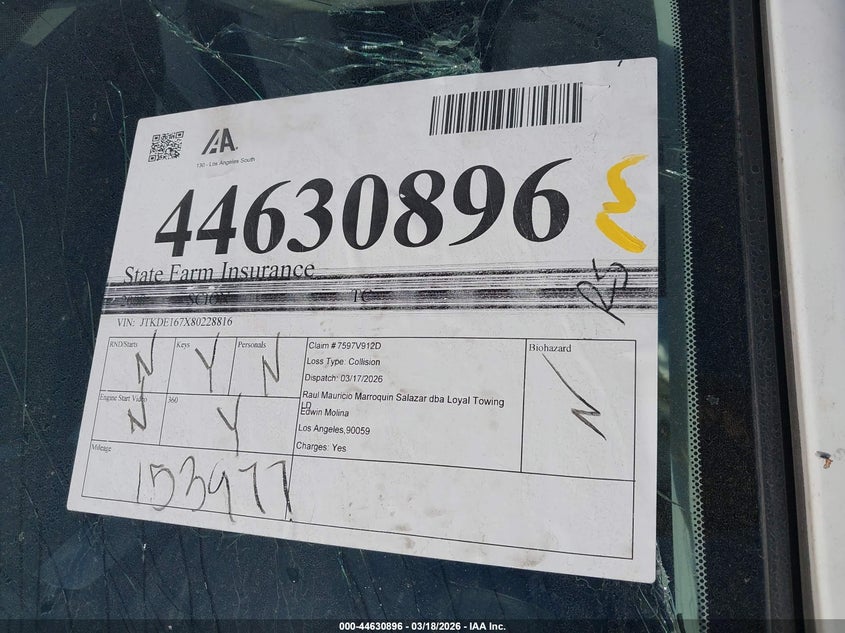 IAA.
130 - Los Angeles South
44630896
State Farm Insurance
SCION TC
R5
VIN: JTKDE167X80228816
RND/Starts
N
Keys
Y
Personals
N
Claim # 7597V912D
Loss Type: Collision
Dispatch: 03/17/2026
Raul Mauricio Marroquin Salazar dba Loyal Towing
LD
Edwin Molina
Los Angeles,90059
Charges: Yes
Biohazard
N
Engine Start Video
N
360
Y
Mileage
153977
000-44630896 - 03/18/2026 - IAA Inc.